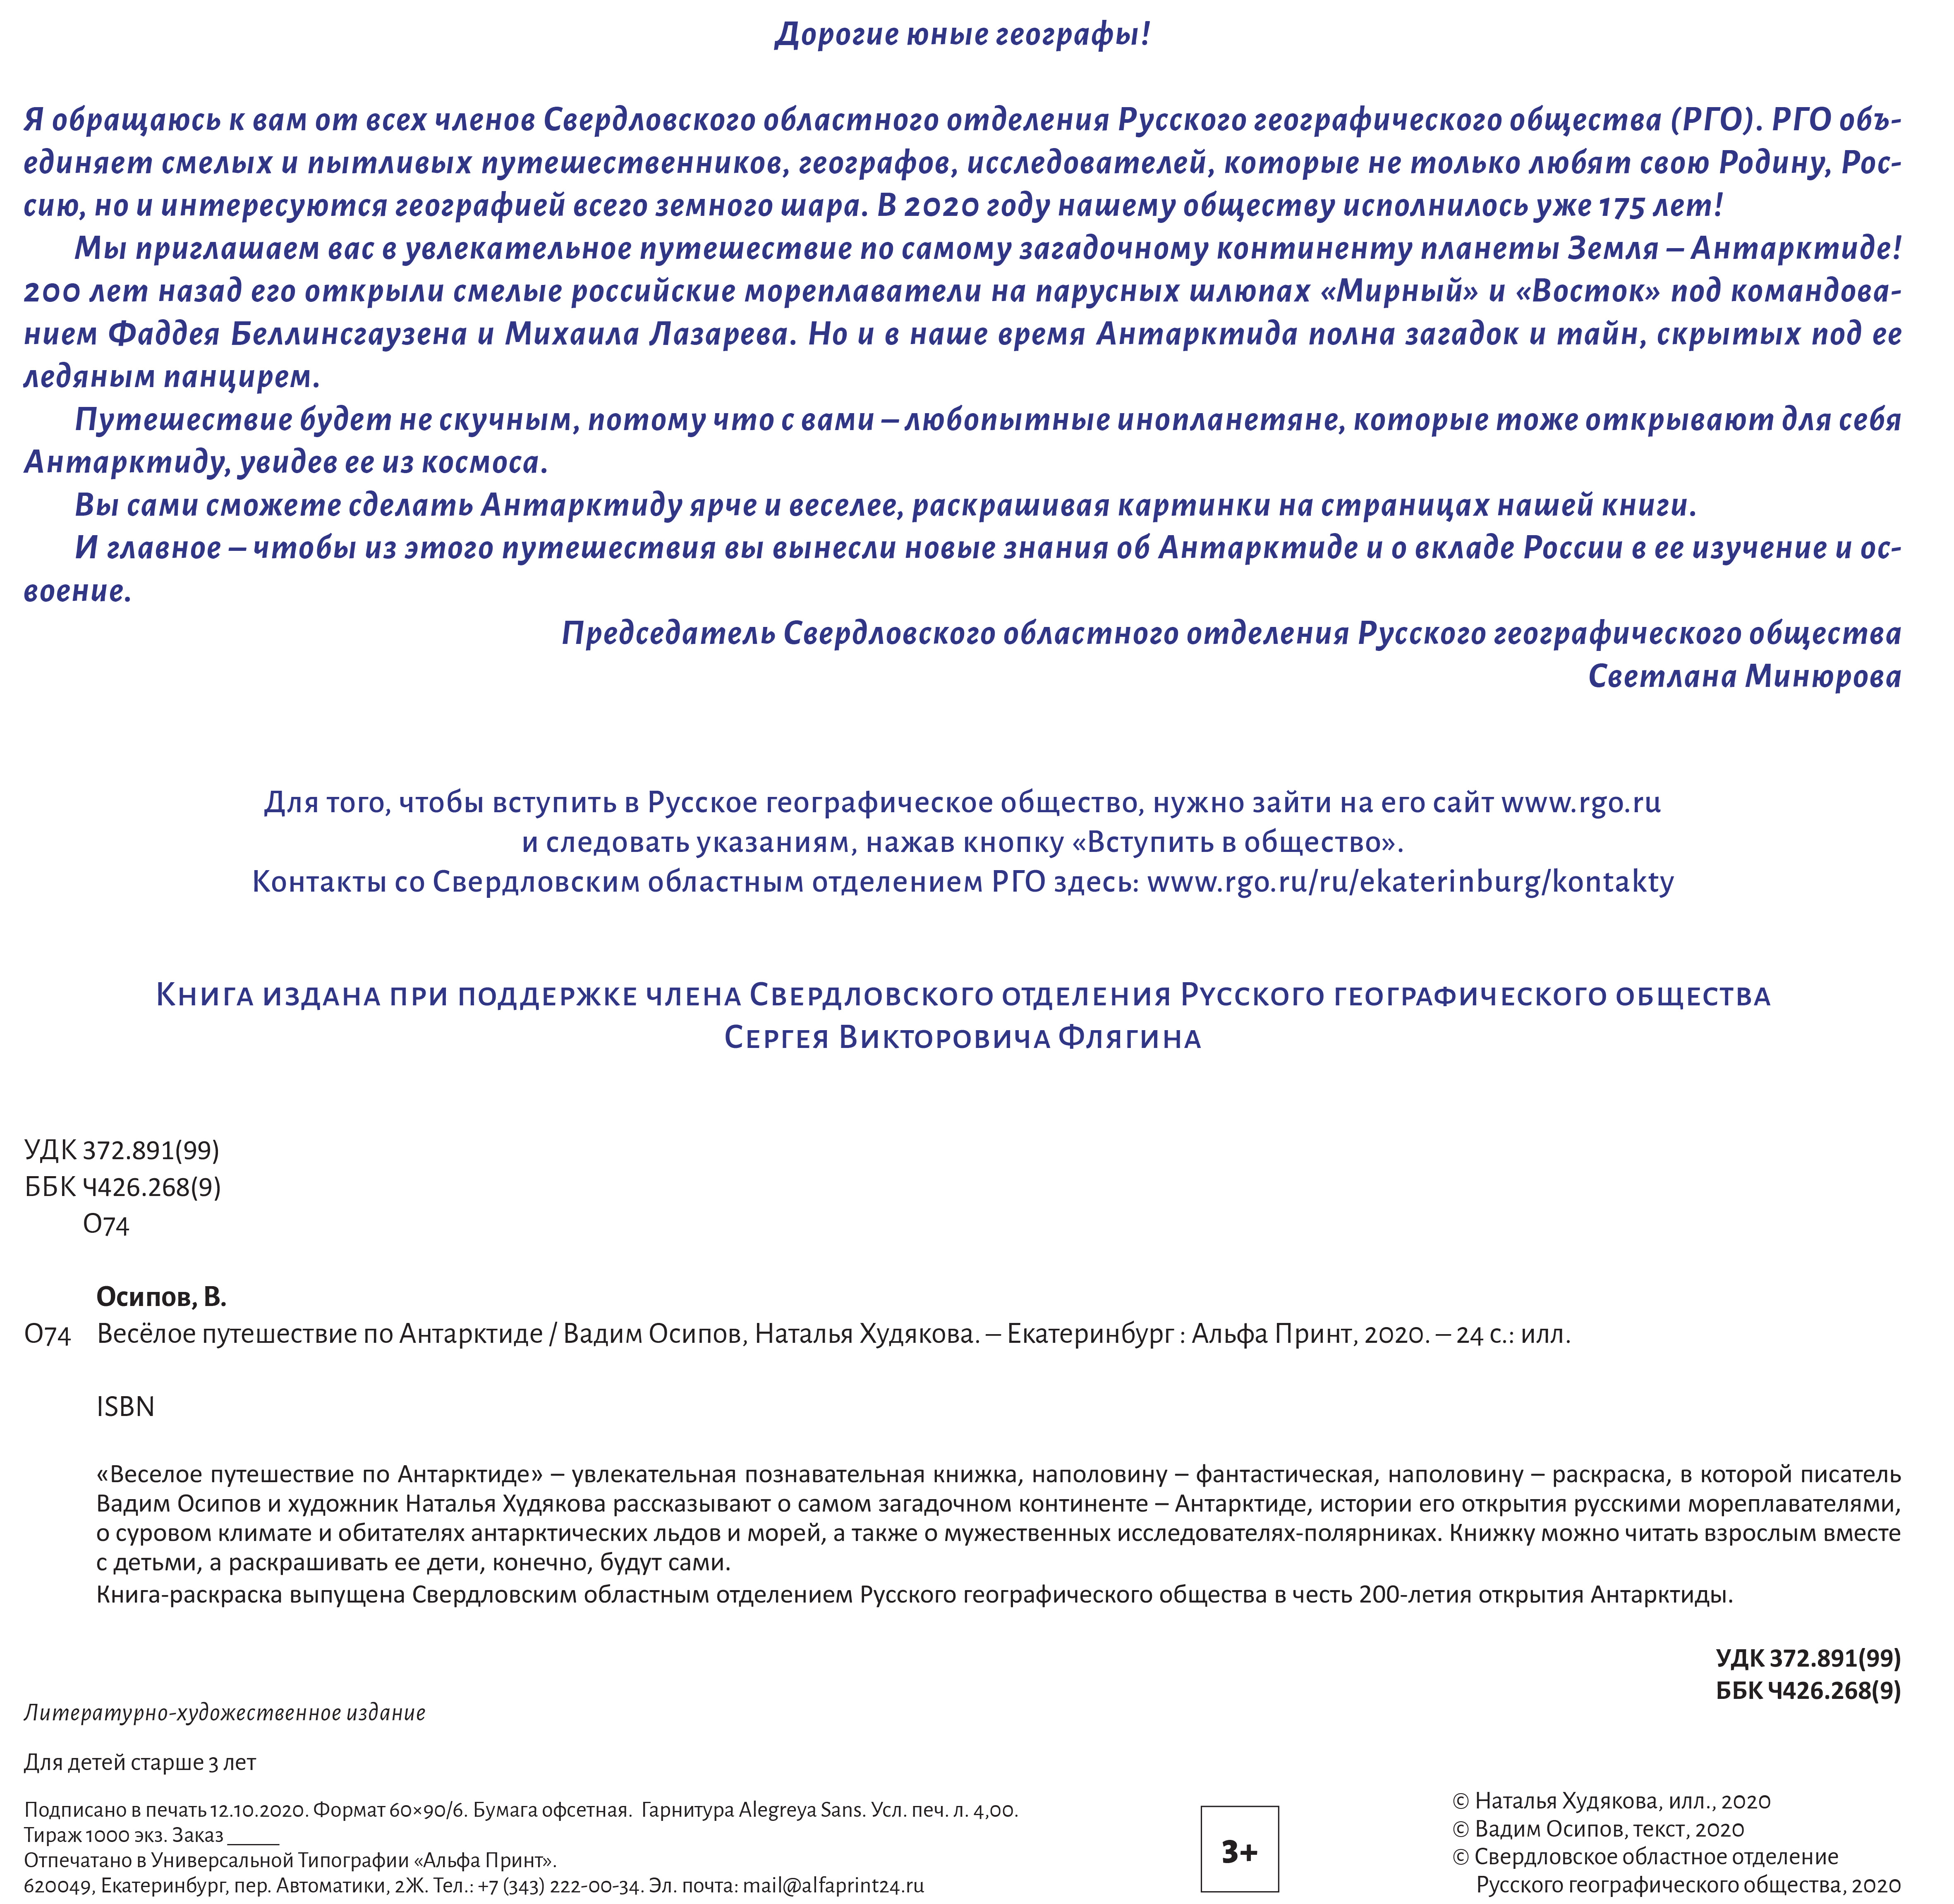 Дорогие юные географы!
Я обращаюсь к вам от всех членов Свердловского областного отделения Русского географического общества (РГО). РГО объ-
единяет смелых и пытливых путешественников, географов, исследователей, которые не только любят свою Родину, Рос-
сию, но и интересуются географией всего земного шара. В 2020 году нашему обществу исполнилось уже 175 лет!
Мы приглашаем вас в увлекательное путешествие по самому загадочному континенту планеты Земля – Антарктиде!
200 лет назад его открыли смелые российские мореплаватели на парусных шлюпах «Мирный» и «Восток» под командова-
нием Фаддея Беллинсгаузена и Михаила Лазарева. Но и в наше время Антарктида полна загадок и тайн, скрытых под ее
ледяным панцирем.
Путешествие будет не скучным, потому что с вами – любопытные инопланетяне, которые тоже открывают для себя
Антарктиду, увидев ее из космоса.
Вы сами сможете сделать Антарктиду ярче и веселее, раскрашивая картинки на страницах нашей книги.
И главное – чтобы из этого путешествия вы вынесли новые знания об Антарктиде и о вкладе России в ее изучение и ос-
воение.
Председатель Свердловского областного отделения Русского географического общества
Светлана Минюрова
Для того, чтобы вступить в Русское географическое общество, нужно зайти на его сайт www.rgo.ru
и следовать указаниям, нажав кнопку «Вступить в общество».
Контакты со Свердловским областным отделением РГО здесь: www.rgo.ru/ru/ekaterinburg/kontakty
Книга издана при поддержке члена Свердловского отделения Русского географического общества
Сергея Викторовича Флягина
УДК 372.891(99)
ББК Ч426.268(9)
О74
Осипов, В.
О74 Весёлое путешествие по Антарктиде / Вадим Осипов, Наталья Худякова. – Екатеринбург : Альфа Принт, 2020. – 24 с.: илл.
ISBN
«Веселое путешествие по Антарктиде» – увлекательная познавательная книжка, наполовину – фантастическая, наполовину – раскраска, в которой писатель
Вадим Осипов и художник Наталья Худякова рассказывают о самом загадочном континенте – Антарктиде, истории его открытия русскими мореплавателями,
о суровом климате и обитателях антарктических льдов и морей, а также о мужественных исследователях-полярниках. Книжку можно читать взрослым вместе
с детьми, а раскрашивать ее дети, конечно, будут сами.
Книга-раскраска выпущена Свердловским областным отделением Русского географического общества в честь 200-летия открытия Антарктиды.
УДК 372.891(99)
ББК Ч426.268(9)
Литературно-художественное издание
Для детей старше 3 лет
Подписано в печать 12.10.2020. Формат 60×90/6. Бумага офсетная. Гарнитура Alegreya Sans. Усл. печ. л. 4,00.
Тираж 1000 экз. Заказ _____
Отпечатано в Универсальной Типографии «Альфа Принт».
620049, Екатеринбург, пер. Автоматики, 2Ж. Тел.: +7 (343) 222-00-34. Эл. почта: mail@alfaprint24.ru
3+
© Наталья Худякова, илл., 2020
© Вадим Осипов, текст, 2020
© Свердловское областное отделение
Русского географического общества, 2020